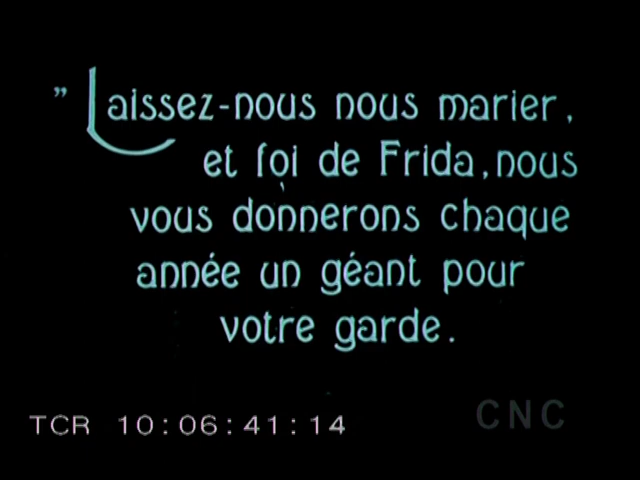 ” Laissez-nous nous marier,
et foi de Frida, nous
vous donnerons chaque
année un géant pour
votre garde.
TCR 10:06:41:14
CNC